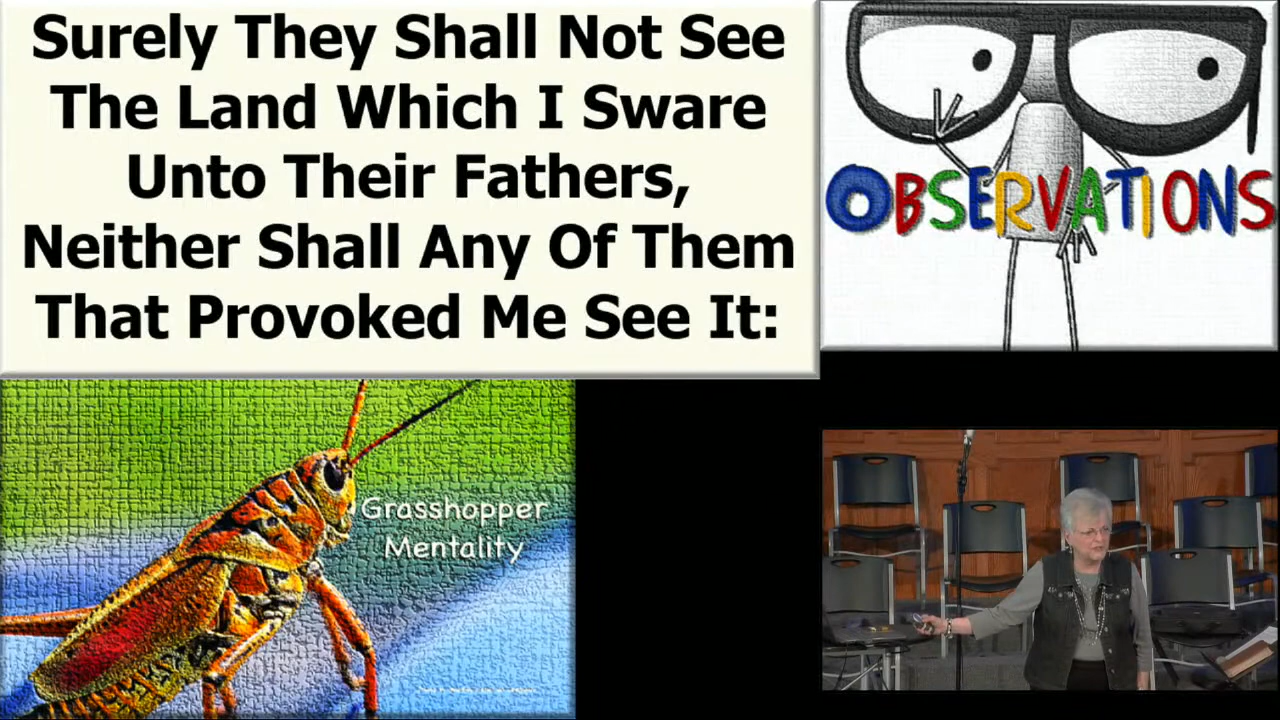 Surely They Shall Not See
The Land Which I Sware
Unto Their Fathers,
Neither Shall Any Of Them
That Provoked Me See It:
OBSERVATIONS
Grasshopper
Mentality